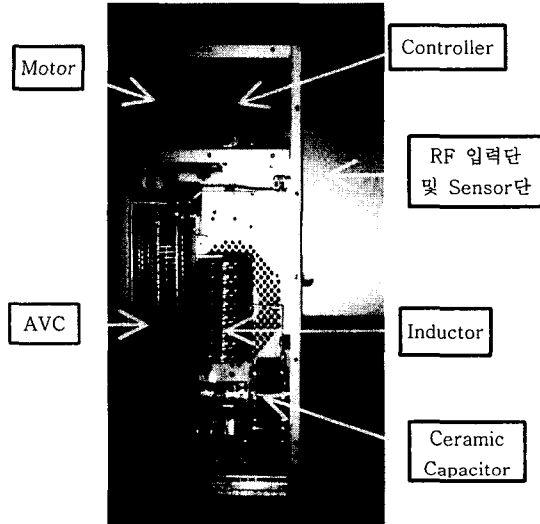 Motor
Controller
RF 입력단
및 Sensor단
AVC
Inductor
Ceramic
Capacitor